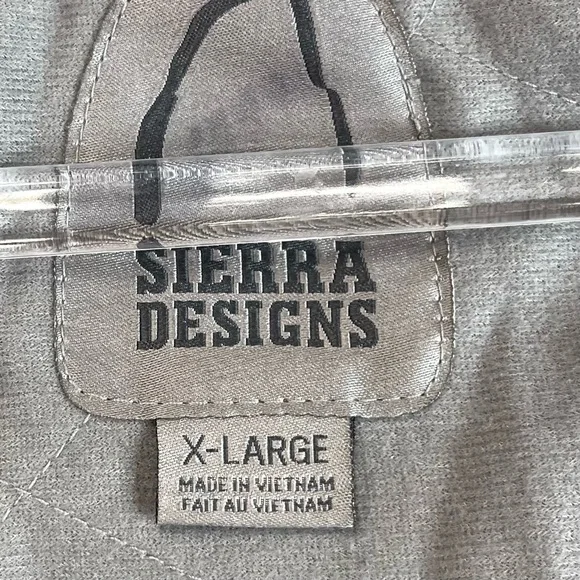 SIERRA
DESIGNS
X-LARGE
MADE IN VIETNAM
FAIT AU VIETNAM